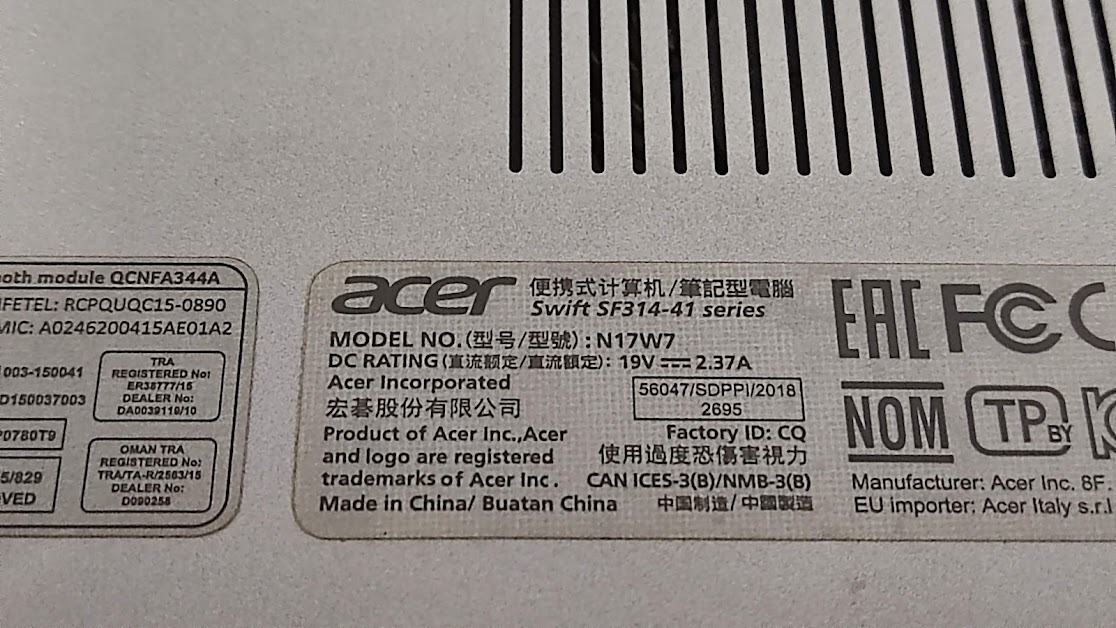 ooth module QCNFA344A
IFETEL: RCPQUQC15-0890
MIC: A0246200415AE01A2
1003-150041
D150037003
P0780T9
5/829
VED
TRA
REGISTERED No:
ER38777/15
DEALER No:
DA0039119/10
OMAN TRA
REGISTERED No:
TRA/TA-R/2563/15
DEALER No:
D090258
acer 便携式计算机/筆記型電腦
Swift SF314-41 series
MODEL NO.(型号/型號) : N17W7
DC RATING(直流额定/直流額定): 19V 2.37A
Acer Incorporated
宏碁股份有限公司
Product of Acer Inc.,Acer
and logo are registered
trademarks of Acer Inc.
Made in China/ Buatan China
56047/SDPPI/2018
2695
Factory ID: CQ
使用過度恐傷害視力
CAN ICES-3(B)/NMB-3(B)
中国制造/中國製造
EAC FC C
NOM TP BY
Manufacturer: Acer Inc. 8F.
EU importer: Acer Italy s.r.l